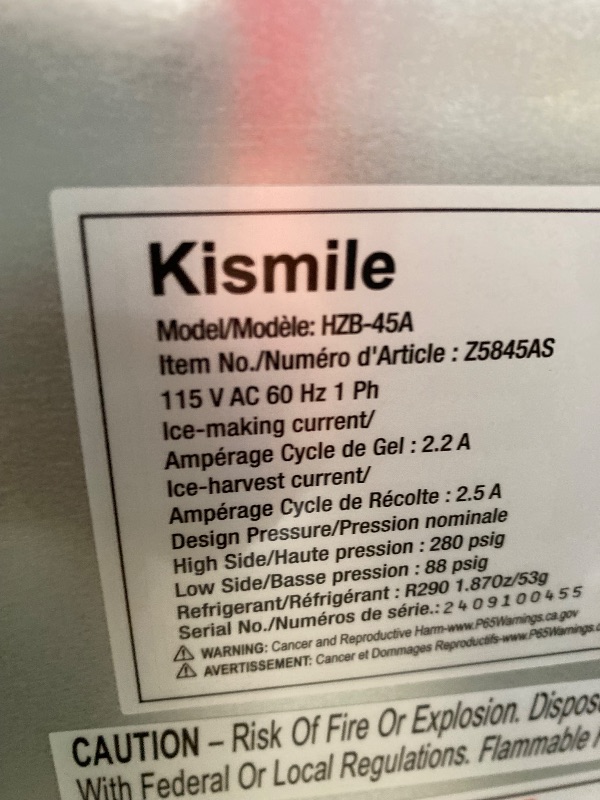 Kismile
Model/Modèle: HZB-45A
Item No./Numéro d'Article : Z5845AS
115 V AC 60 Hz 1 Ph
Ice-making current/
Ampérage Cycle de Gel : 2.2 A
Ice-harvest current/
Ampérage Cycle de Récolte : 2.5 A
Design Pressure/Pression nominale
High Side/Haute pression : 280 psig
Low Side/Basse pression : 88 psig
Refrigerant/Réfrigérant : R290 1.87oz/53g
Serial No./Numéros de série.: 2409100455
WARNING: Cancer and Reproductive Harm-www.P65Warnings.ca.gov
AVERTISSEMENT: Cancer et Dommages Reproductifs-www.P65Warnings.c
CAUTION – Risk Of Fire Or Explosion. Dispos
With Federal Or Local Regulations. Flammable